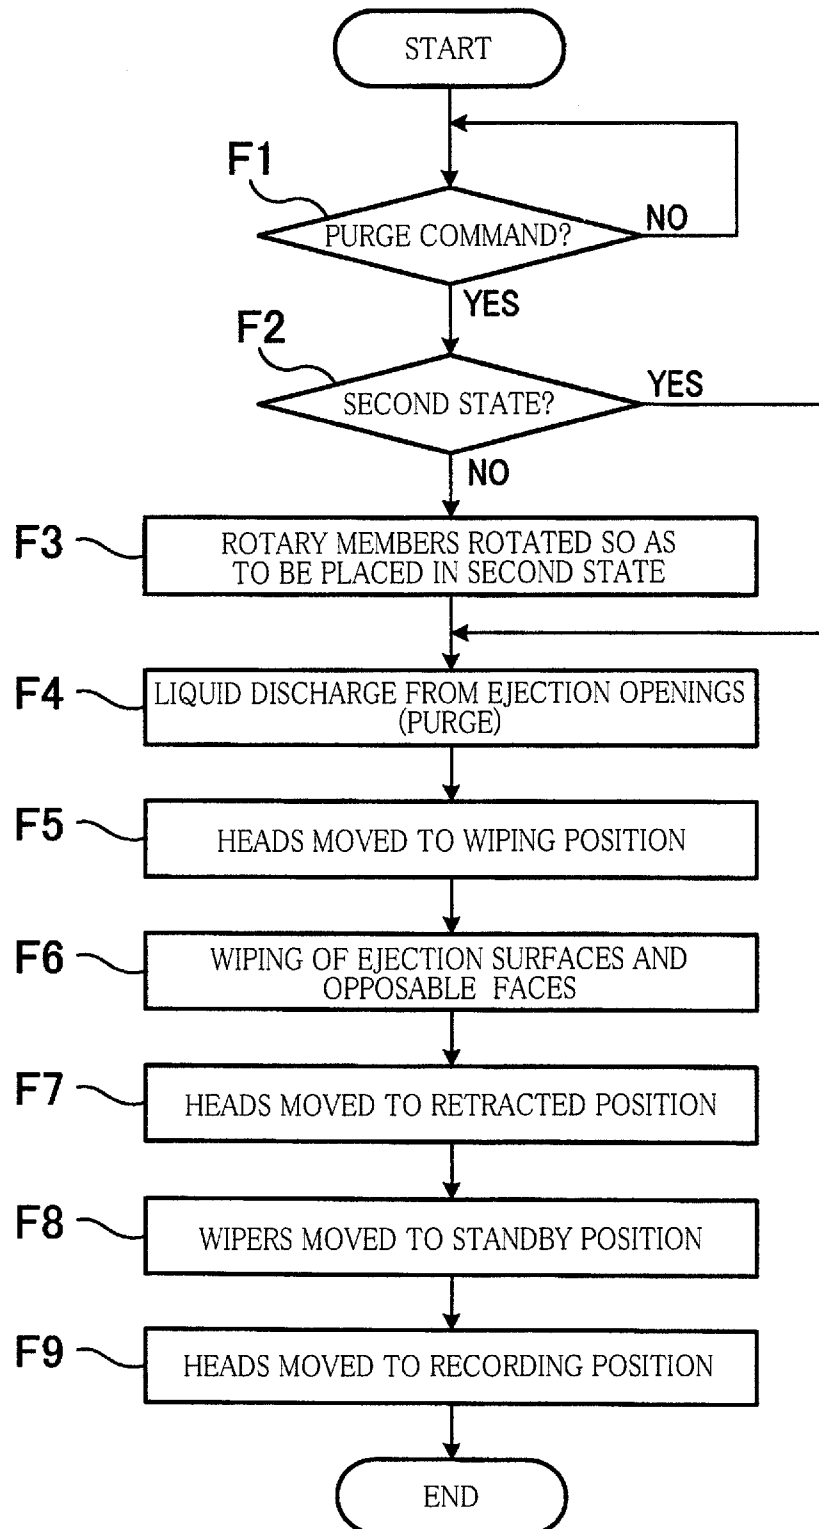 START
F1
PURGE COMMAND?
NO
YES
F2
SECOND STATE?
YES
NO
F3
ROTARY MEMBERS ROTATED SO AS
TO BE PLACED IN SECOND STATE
F4
LIQUID DISCHARGE FROM EJECTION OPENINGS
(PURGE)
F5
HEADS MOVED TO WIPING POSITION
F6
WIPING OF EJECTION SURFACES AND
OPPOSABLE FACES
F7
HEADS MOVED TO RETRACTED POSITION
F8
WIPERS MOVED TO STANDBY POSITION
F9
HEADS MOVED TO RECORDING POSITION
END